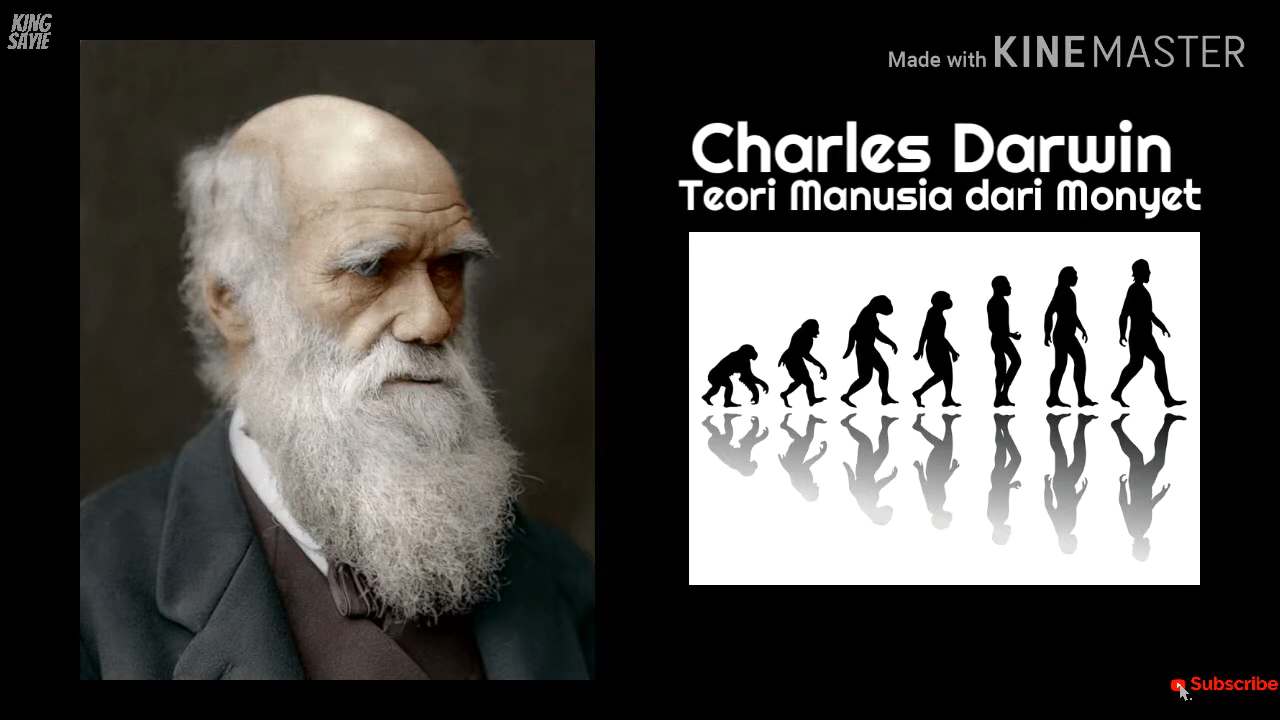 KING
SAYIE
Made with KINEMASTER
Charles Darwin
Teori Manusia dari Monyet
Subscribe